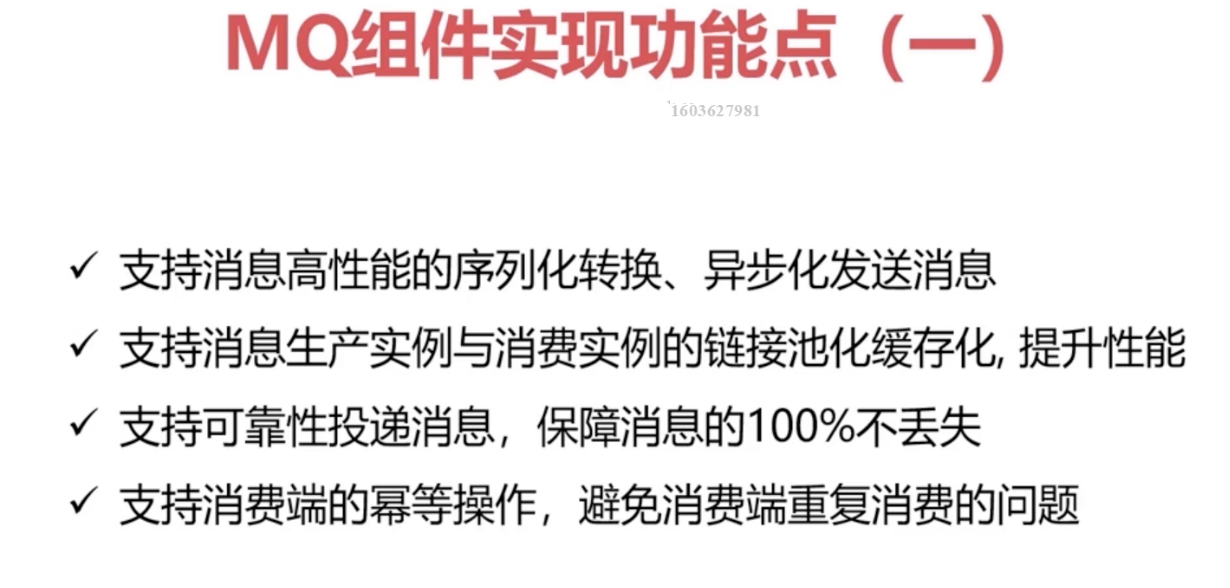 MQ组件实现功能点（一）
1603627981
✓ 支持消息高性能的序列化转换、异步化发送消息
✓ 支持消息生产实例与消费实例的链接池化缓存化, 提升性能
✓ 支持可靠性投递消息，保障消息的100%不丢失
✓ 支持消费端的幂等操作，避免消费端重复消费的问题